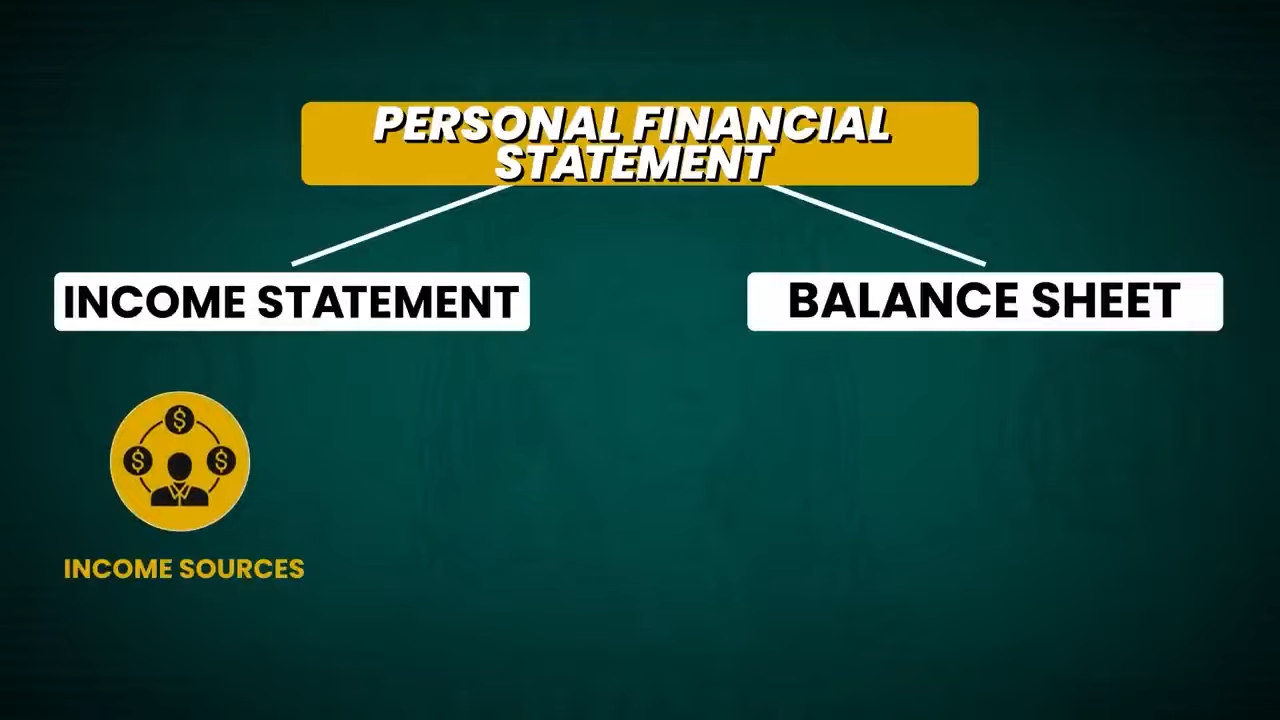 PERSONAL FINANCIAL
STATEMENT
INCOME STATEMENT
BALANCE SHEET
$
$
$
INCOME SOURCES